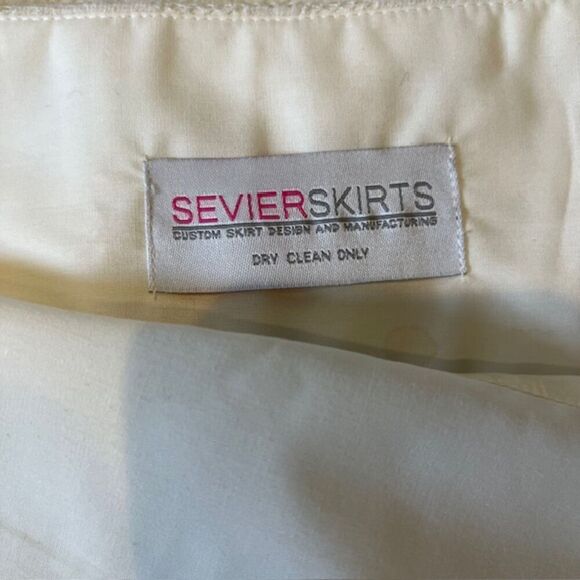 SEVIERSKIRTS
CUSTOM SKIRT DESIGN AND MANUFACTURING
DRY CLEAN ONLY